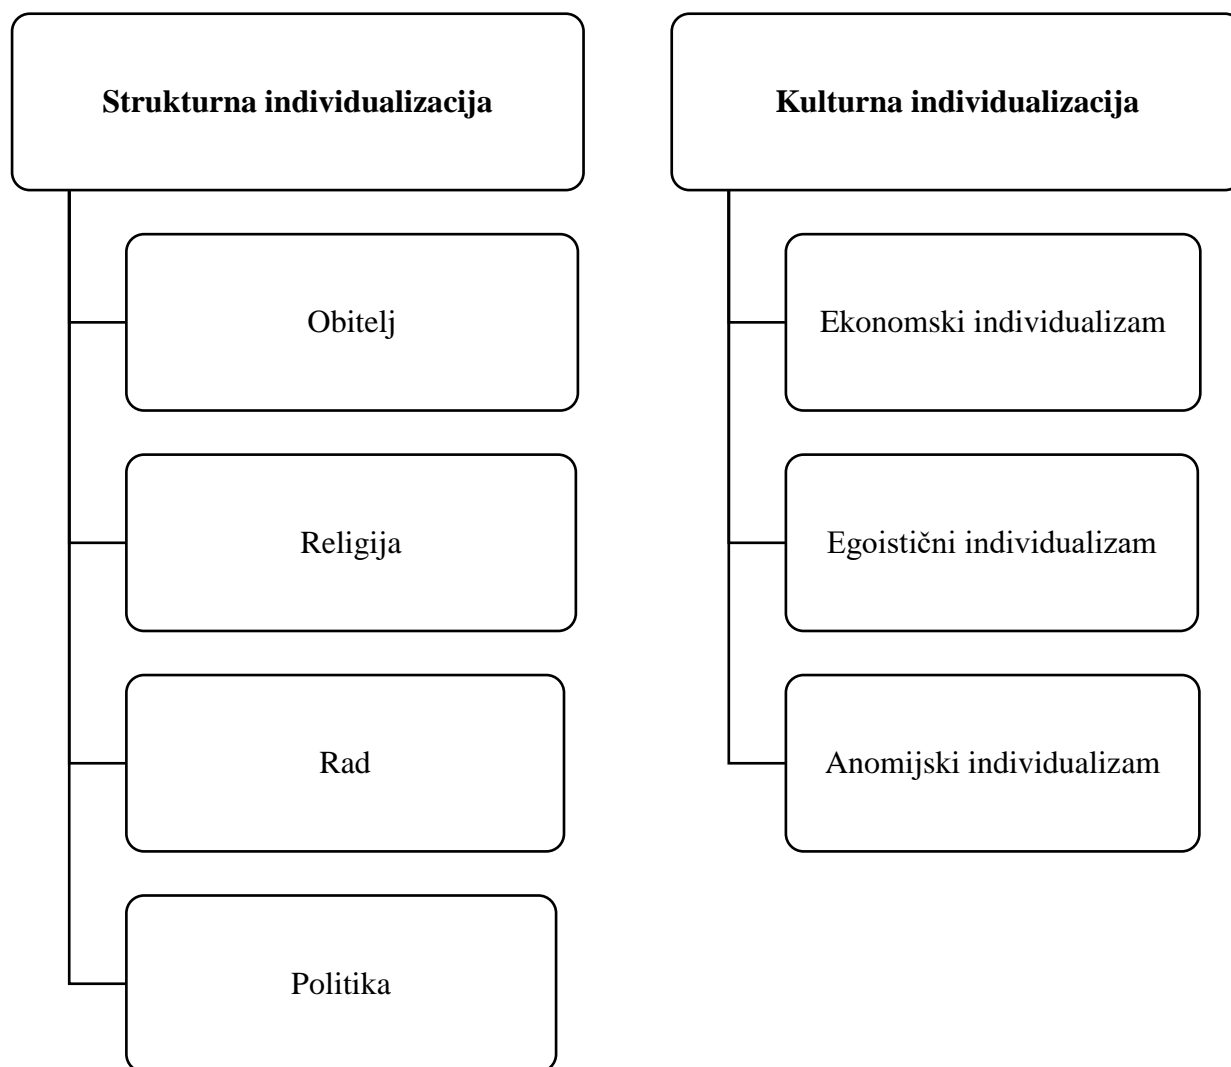 Strukturna individualizacija
Obitelj
Religija
Rad
Politika
Kulturna individualizacija
Ekonomski individualizam
Egoistični individualizam
Anomijski individualizam